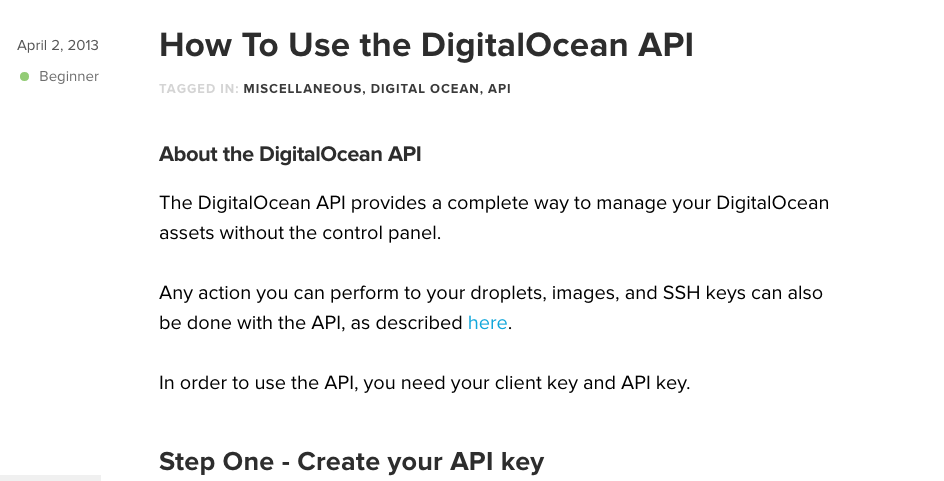 April 2, 2013
Beginner
How To Use the DigitalOcean API
TAGGED IN: MISCELLANEOUS, DIGITAL OCEAN, API
About the DigitalOcean API
The DigitalOcean API provides a complete way to manage your DigitalOcean
assets without the control panel.
Any action you can perform to your droplets, images, and SSH keys can also
be done with the API, as described here.
In order to use the API, you need your client key and API key.
Step One - Create your API key